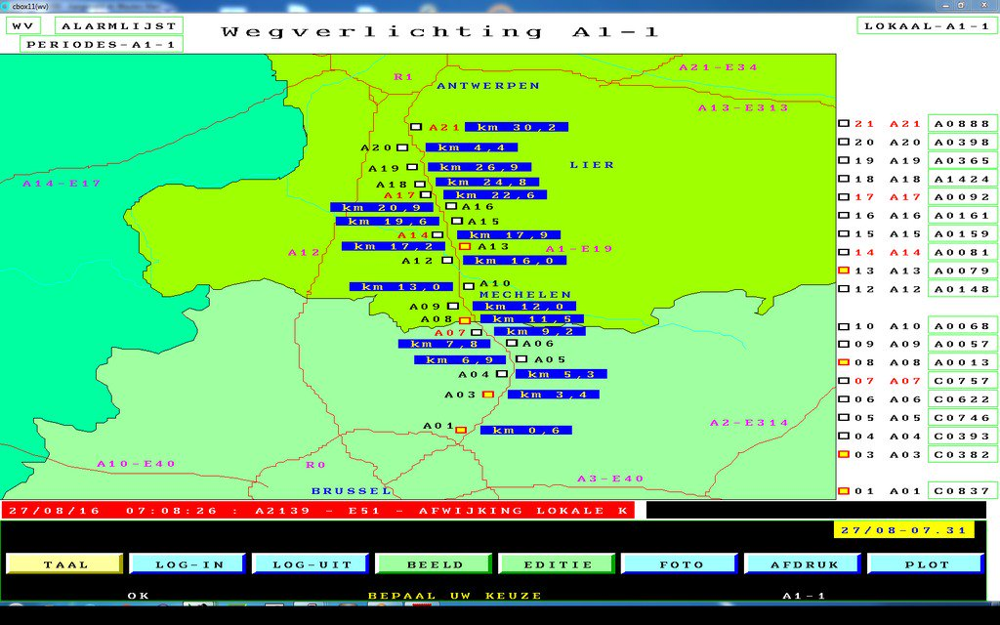 cbox11(wv)
WV ALARMLIJST
PERIODES-A1-1
Wegverlichting A1-1
LOKAAL-A1-1
A21-E34
R1
ANTWERPEN
A13-E313
A21 km 30,2
A20 km 4,4
LIER
A19 km 26,9
A18 km 24,8
A14-E17
A17 km 22,6
km 20,9 A16
km 19,6 A15
A14 km 17,9
km 17,2 A13 A1-E19
A12
A12 km 16,0
km 13,0 A10
MECHELEN
A09 km 12,0
A08 km 11,5
A07 km 9,2
km 7,8 A06
km 6,9 A05
A04 km 5,3
A03 km 3,4
A01 km 0,6
A2-E314
A10-E40
R0
A3-E40
BRUSSEL
21 A21 A0888
20 A20 A0398
19 A19 A0365
18 A18 A1424
17 A17 A0092
16 A16 A0161
15 A15 A0159
14 A14 A0081
13 A13 A0079
12 A12 A0148
10 A10 A0068
09 A09 A0057
08 A08 A0013
07 A07 C0757
06 A06 C0622
05 A05 C0746
04 A04 C0393
03 A03 C0382
01 A01 C0837
27/08/16 07:08:26 : A2139 - E51 - AFWIJKING LOKALE K
27/08-07.31
TAAL LOG-IN LOG-UIT BEELD EDITIE FOTO AFDRUK PLOT
OK BEPAAL UW KEUZE A1-1